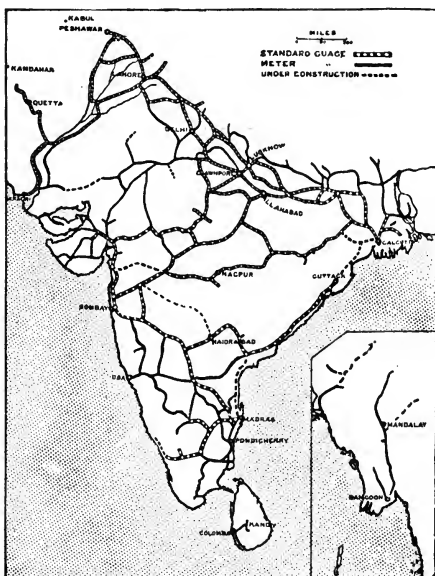 KABUL
PESHAWAR
MILES
STANDARD GUAGE
METER
UNDER CONSTRUCTION
KANDAHAR
LAHORE
QUETTA
DELHI
LUCKNOW
CAWNPORE
ALLAHABAD
CALCUTTA
NAGPUR
CUTTACK
BOMBAY
HAIDRABAD
GOA
MADRAS
PONDICHERRY
MANDALAY
RANGOON
KANDY
COLOMBO